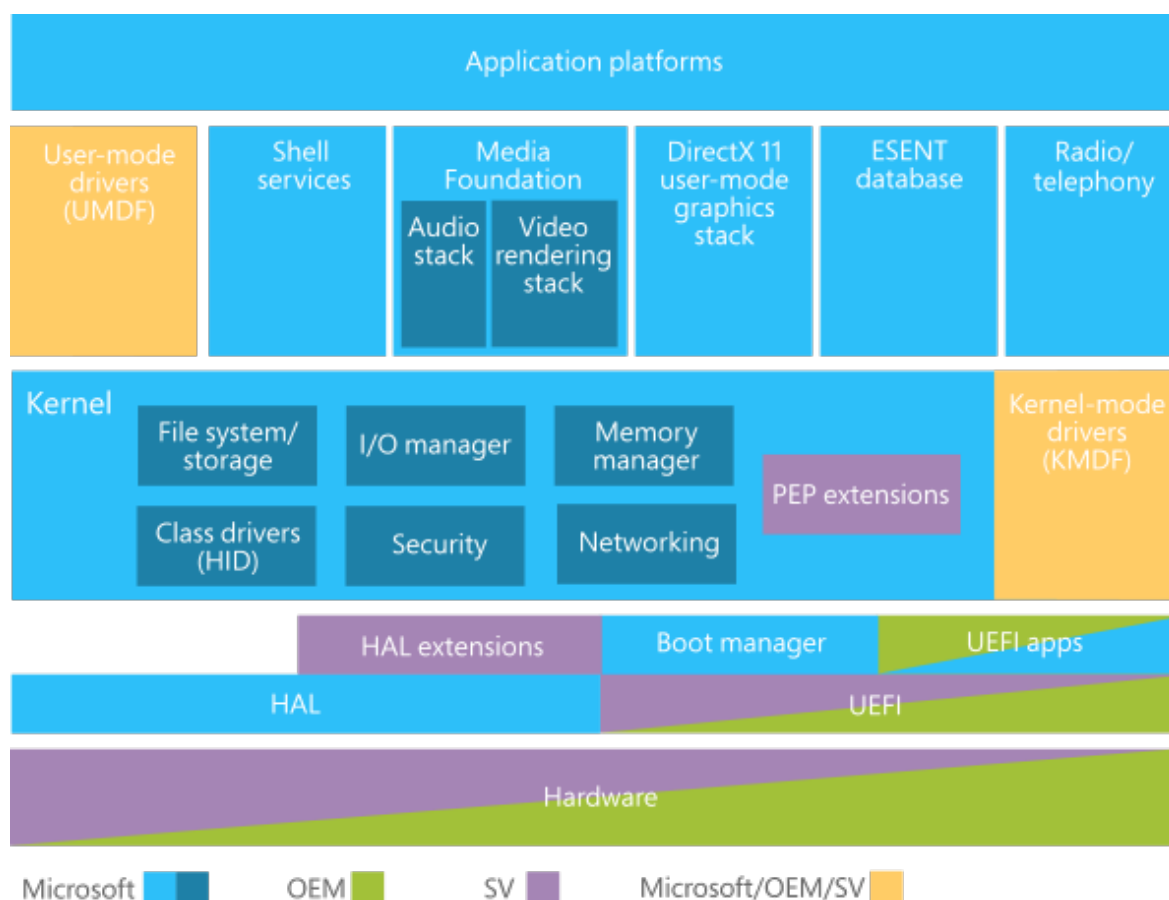 Application platforms
User-mode
drivers
(UMDF)
Shell
services
Media
Foundation
Audio
stack
Video
rendering
stack
DirectX 11
user-mode
graphics
stack
ESENT
database
Radio/
telephony
Kernel
File system/
storage
I/O manager
Memory
manager
PEP extensions
Class drivers
(HID)
Security
Networking
Kernel-mode
drivers
(KMDF)
HAL extensions
Boot manager
UEFI apps
HAL
UEFI
Hardware
Microsoft
OEM
SV
Microsoft/OEM/SV